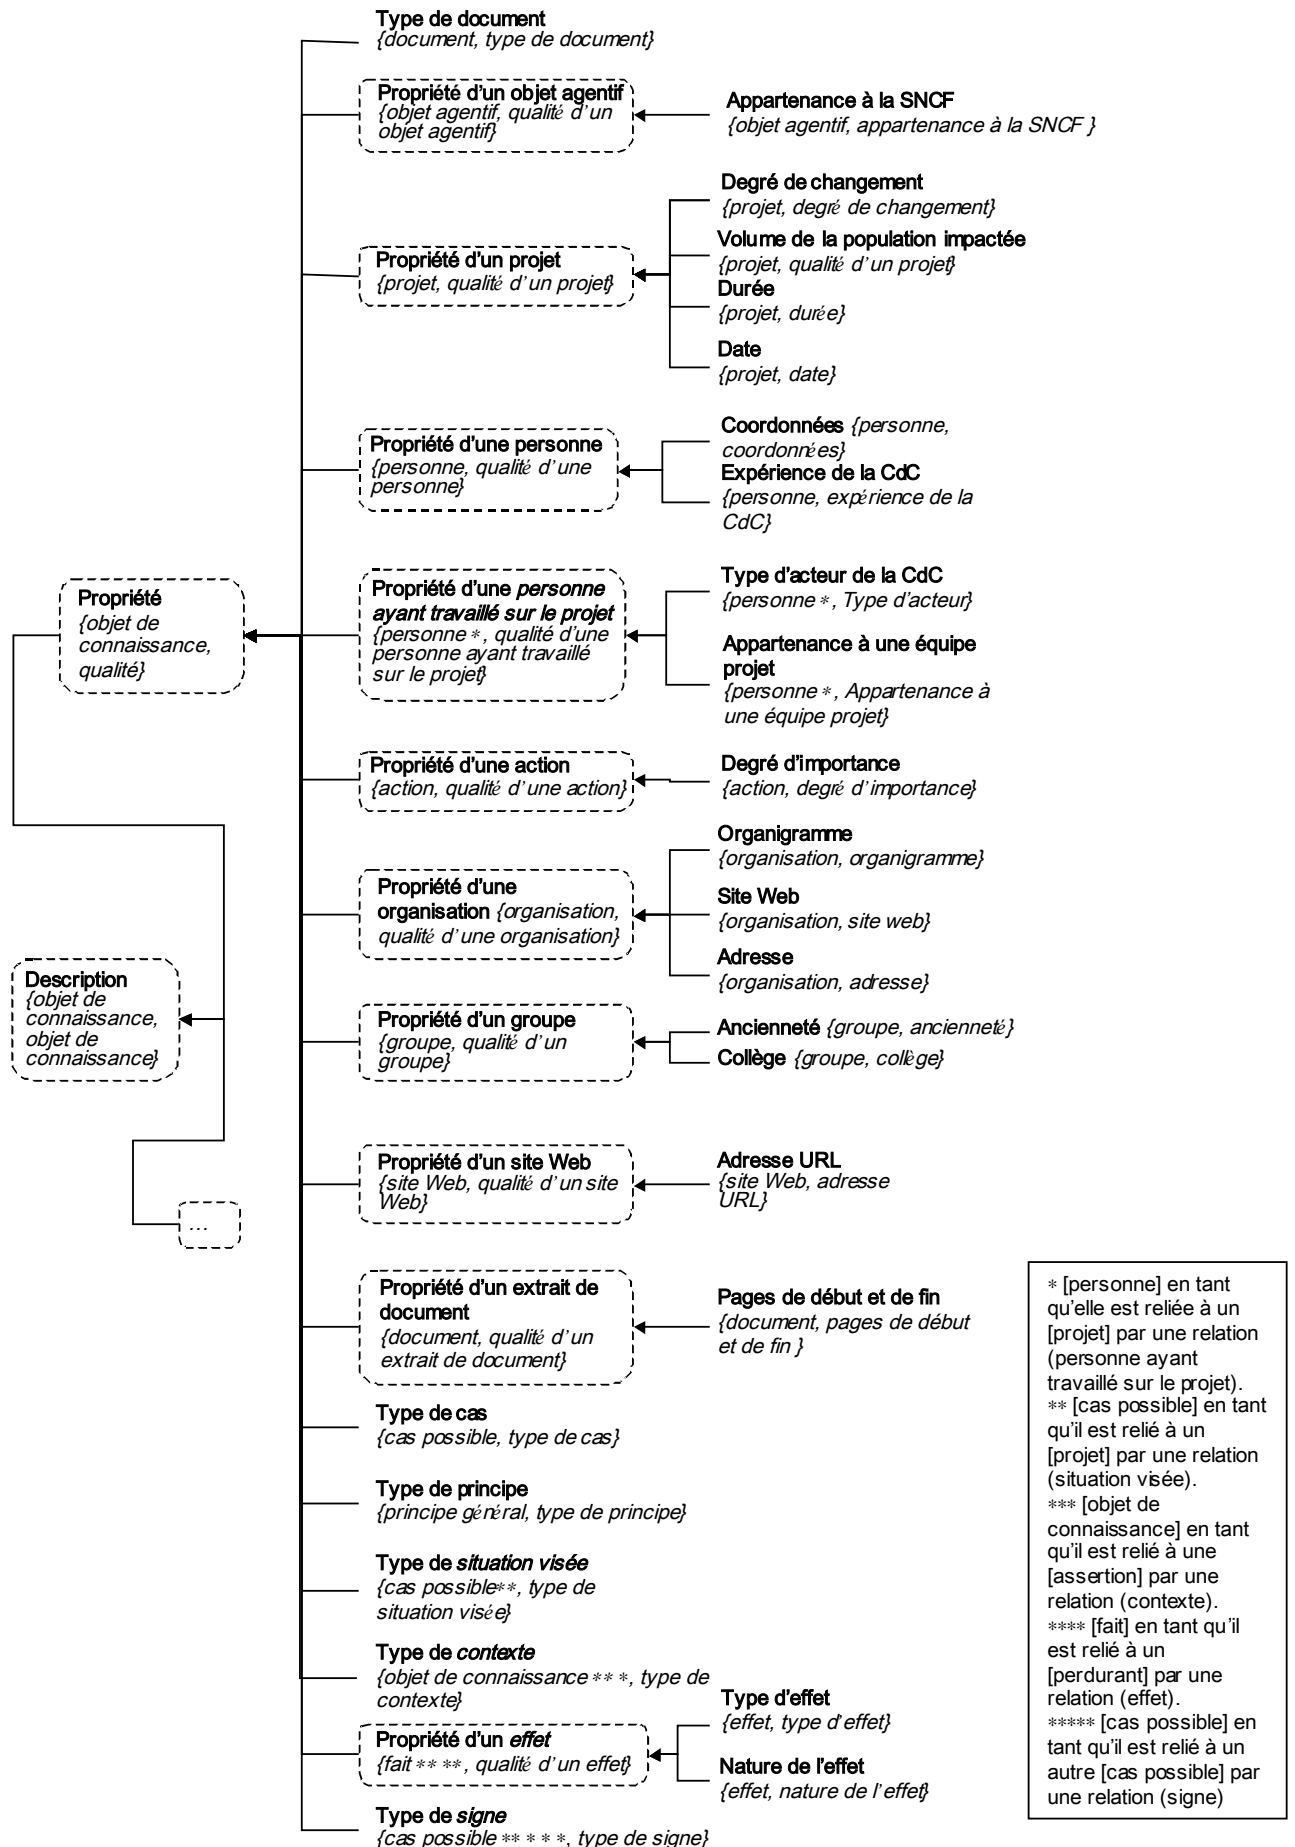 Type de document
{document, type de document}
Propriété d'un objet agentif
{objet agentif, qualité d'un
objet agentif}
Appartenance à la SNCF
{objet agentif, appartenance à la SNCF }
Degré de changement
{projet, degré de changement}
Volume de la population impactée
{projet, qualité d'un projet}
Durée
{projet, durée}
Date
{projet, date}
Propriété d'un projet
{projet, qualité d'un projet}
Propriété d'une personne
{personne, qualité d'une
personne}
Coordonnées {personne,
coordonnées}
Expérience de la CdC
{personne, expérience de la
CdC}
Propriété
{objet de
connaissance,
qualité}
Propriété d'une personne
ayant travaillé sur le projet
{personne *, qualité d'une
personne ayant travaillé
sur le projet}
Type d'acteur de la CdC
{personne *, Type d'acteur}
Appartenance à une équipe
projet
{personne *, Appartenance à
une équipe projet}
Propriété d'une action
{action, qualité d'une action}
Degré d'importance
{action, degré d'importance}
Propriété d'une
organisation {organisation,
qualité d'une organisation}
Organigramme
{organisation, organigramme}
Site Web
{organisation, site web}
Adresse
{organisation, adresse}
Description
{objet de
connaissance,
objet de
connaissance}
Propriété d'un groupe
{groupe, qualité d'un
groupe}
Ancienneté {groupe, ancienneté}
Collège {groupe, collège}
Propriété d'un site Web
{site Web, qualité d'un site
Web}
Adresse URL
{site Web, adresse
URL}
...
Propriété d'un extrait de
document
{document, qualité d'un
extrait de document}
Pages de début et de fin
{document, pages de début
et de fin }
Type de cas
{cas possible, type de cas}
Type de principe
{principe général, type de principe}
Type de situation visée
{cas possible**, type de
situation visée}
Type de contexte
{objet de connaissance ** *, type de
contexte}
Propriété d'un effet
{fait ** **, qualité d'un effet}
Type d'effet
{effet, type d'effet}
Nature de l'effet
{effet, nature de l'effet}
Type de signe
{cas possible ** * * *, type de signe}
* [personne] en tant
qu'elle est reliée à un
[projet] par une relation
(personne ayant
travaillé sur le projet).
** [cas possible] en tant
qu'il est relié à un
[projet] par une relation
(situation visée).
*** [objet de
connaissance] en tant
qu'il est relié à une
[assertion] par une
relation (contexte).
**** [fait] en tant qu'il
est relié à un
[perdurant] par une
relation (effet).
***** [cas possible] en
tant qu'il est relié à un
autre [cas possible] par
une relation (signe)